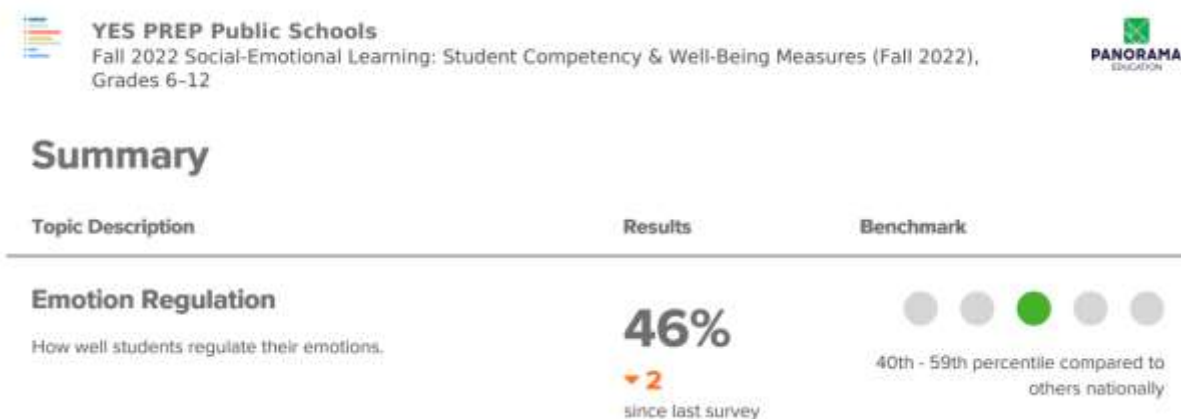 YES PREP Public Schools
Fall 2022 Social-Emotional Learning: Student Competency & Well-Being Measures (Fall 2022),
Grades 6–12
PANORAMA
EDUCATION
Summary
Topic Description Results Benchmark
Emotion Regulation
How well students regulate their emotions.
46%
2
since last survey
40th - 59th percentile compared to
others nationally